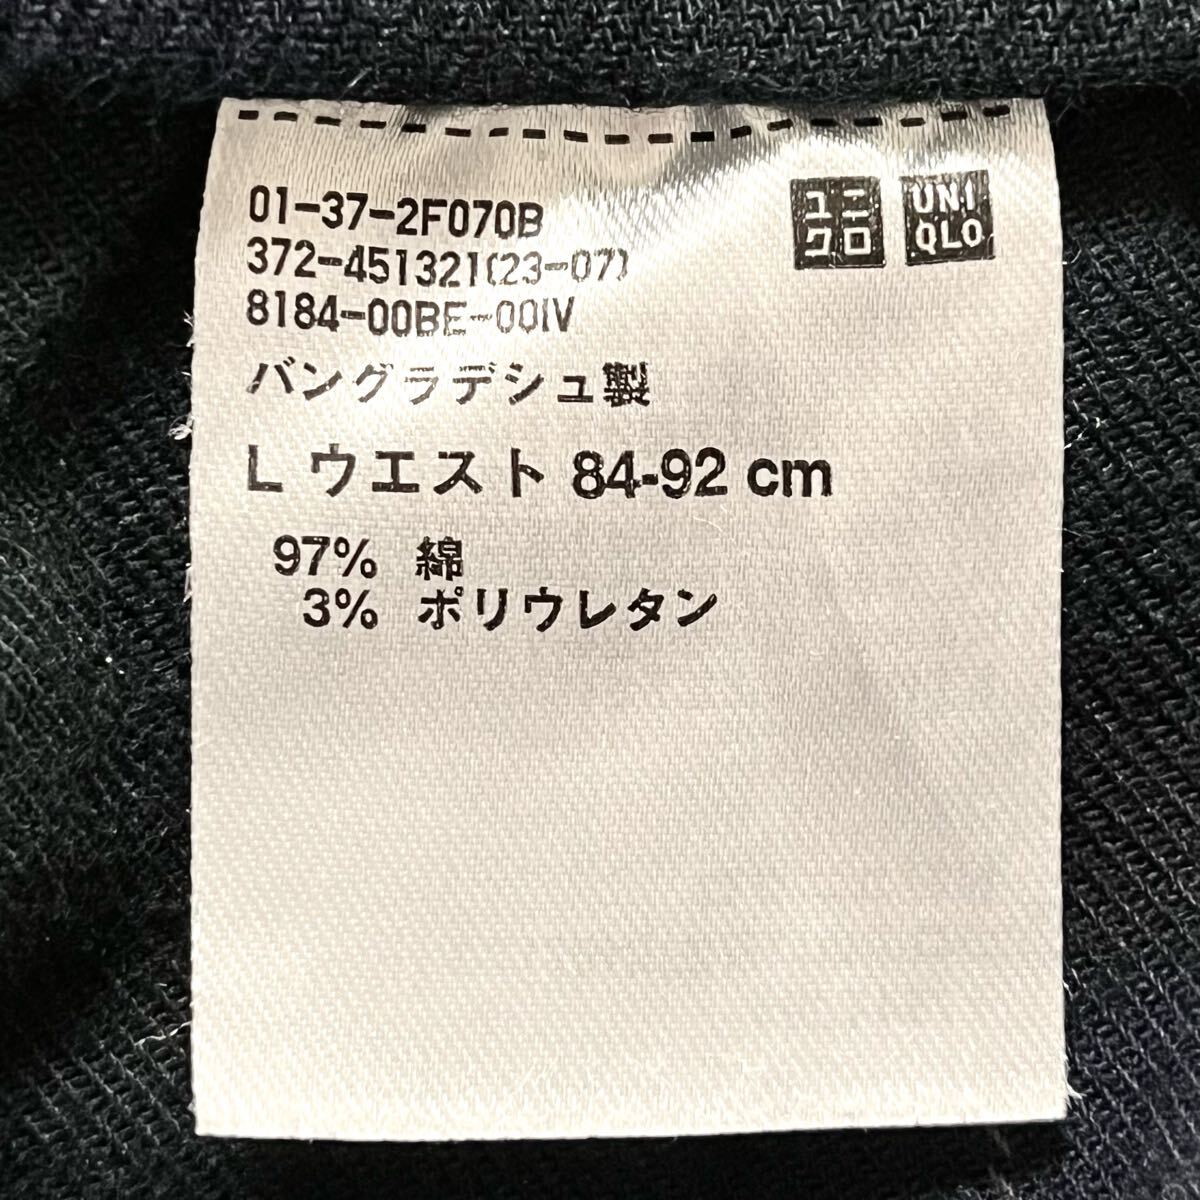 01-37-2F070B
372-451321(23-07)
8184-00BE-00IV
ユニクロ
UNIQLO
バングラデシュ製
L ウエスト 84-92 cm
97% 綿
3% ポリウレタン